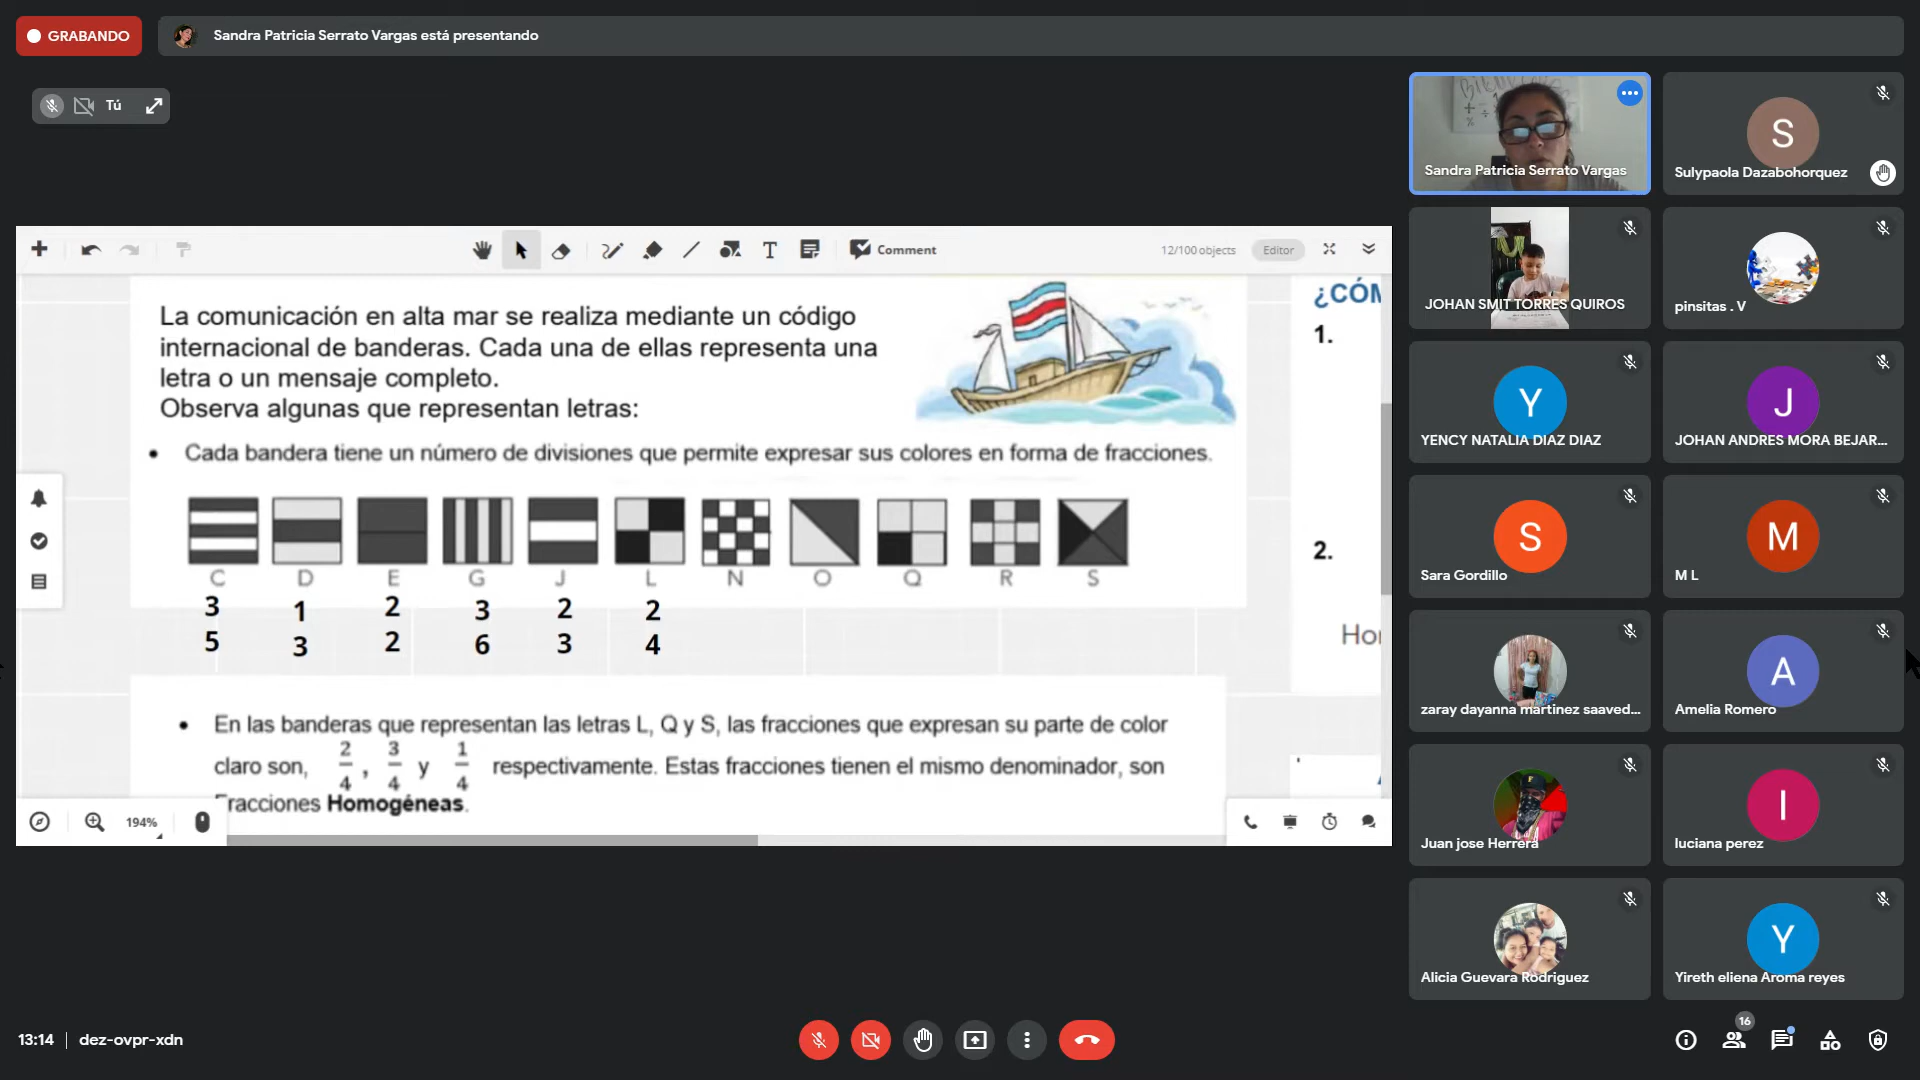 GRABANDO
Sandra Patricia Serrato Vargas está presentando
Tú
Comment
12/100 objects
Editor
La comunicación en alta mar se realiza mediante un código
internacional de banderas. Cada una de ellas representa una
letra o un mensaje completo.
Observa algunas que representan letras:
• Cada bandera tiene un número de divisiones que permite expresar sus colores en forma de fracciones.
C D E G J L N O Q R S
3 1 2 3 2 2
5 3 2 6 3 4
• En las banderas que representan las letras L, Q y S, las fracciones que expresan su parte de color
claro son, 2/4, 3/4 y 1/4 respectivamente. Estas fracciones tienen el mismo denominador, son
Fracciones Homogéneas.
194%
1.
2.
Sandra Patricia Serrato Vargas
S
Sulypaola Dazabohorquez
JOHAN SMIT TORRES QUIROS
pinsitas . V
Y
YENCY NATALIA DIAZ DIAZ
J
JOHAN ANDRES MORA BEJAR...
S
Sara Gordillo
M
M L
zaray dayanna martinez saaved...
A
Amelia Romero
Juan jose Herrera
I
luciana perez
Alicia Guevara Rodriguez
Y
Yireth eliena Aroma reyes
13:14 | dez-ovpr-xdn
16